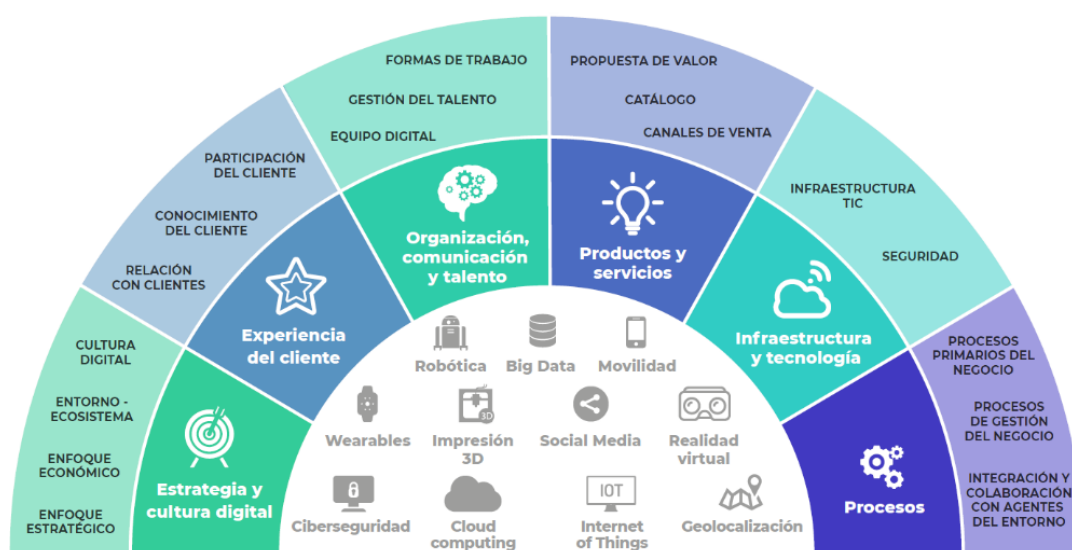 FORMAS DE TRABAJO
GESTIÓN DEL TALENTO
EQUIPO DIGITAL
PROPUESTA DE VALOR
CATÁLOGO
CANALES DE VENTA
PARTICIPACIÓN
DEL CLIENTE
CONOCIMIENTO
DEL CLIENTE
RELACIÓN
CON CLIENTES
INFRAESTRUCTURA
TIC
SEGURIDAD
CULTURA
DIGITAL
ENTORNO -
ECOSISTEMA
ENFOQUE
ECONÓMICO
ENFOQUE
ESTRATÉGICO
PROCESOS
PRIMARIOS DEL
NEGOCIO
PROCESOS
DE GESTIÓN
DEL NEGOCIO
INTEGRACIÓN Y
COLABORACIÓN
CON AGENTES
DEL ENTORNO
Estrategia y
cultura digital
Experiencia
del cliente
Organización,
comunicación
y talento
Productos y
servicios
Infraestructura
y tecnología
Procesos
Robótica
Big Data
Movilidad
Wearables
3D
Impresión
3D
Social Media
Realidad
virtual
Ciberseguridad
Cloud
computing
IOT
Internet
of Things
Geolocalización